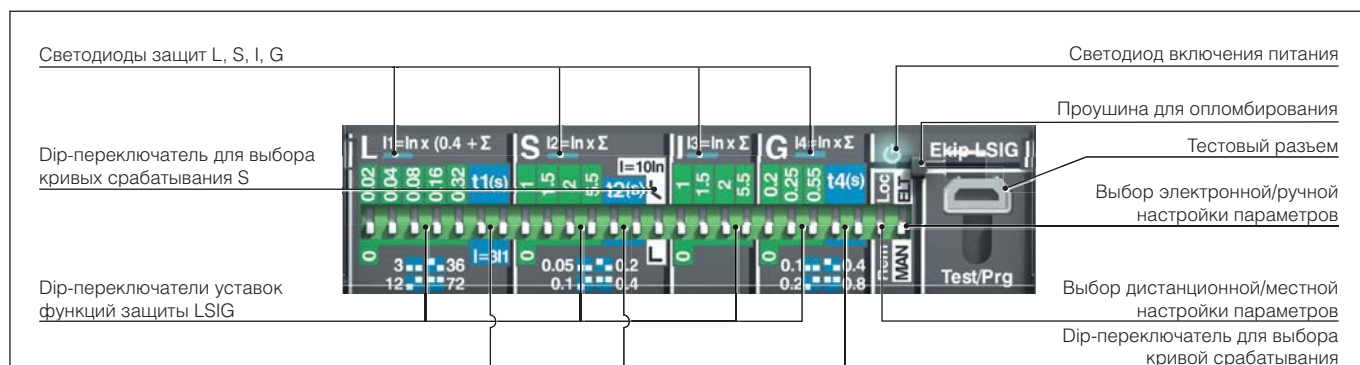 Светодиоды защит L, S, I, G
Светодиод включения питания
Проушина для опломбирования
Тестовый разъем
Dip-переключатель для выбора
кривых срабатывания S
Выбор электронной/ручной
настройки параметров
Dip-переключатели уставок
функций защиты LSIG
Выбор дистанционной/местной
настройки параметров
Dip-переключатель для выбора
кривой срабатывания
L I1=In x (0.4 + Σ
S I2=In x Σ
I I3=In x Σ
G I4=In x Σ
Ekip LSIG
I=10In
0.02 0.04 0.08 0.16 0.32 t1(s)
1 1.5 2 5.5 t2(s)
1 1.5 2 5.5
0.2 0.25 0.55 t4(s)
Loc ELT
0 I=3I1 0 0 0 Rem MAN
3 36 0.05 0.2 0.1 0.4
12 72 0.1 0.4 0.2 0.8
Test/Prg